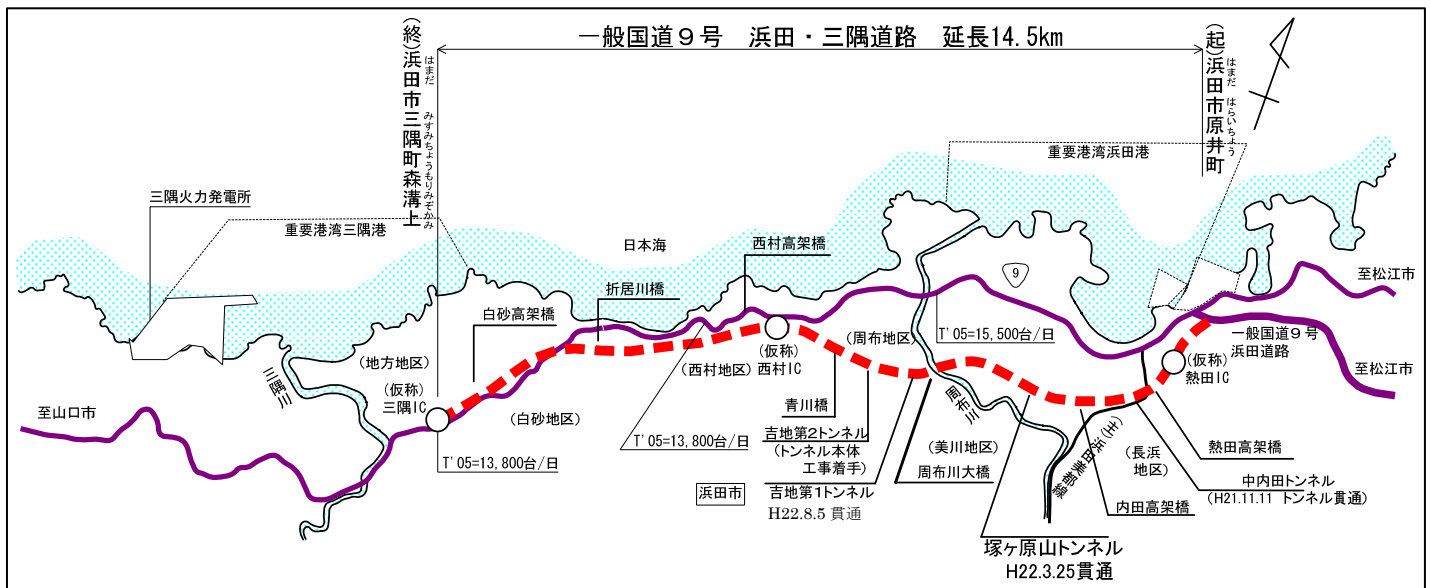 一般国道9号 浜田・三隅道路 延長14.5km
(終)浜田市三隅町森溝上
はまだ
みすみちょうもりみぞかみ
(起)浜田市原井町
はまだ
はらいちょう
重要港湾浜田港
三隅火力発電所
重要港湾三隅港
日本海
西村高架橋
折居川橋
白砂高架橋
9
至松江市
一般国道9号
浜田道路
至松江市
(地方地区)
(仮称)
三隅IC
三隅川
至山口市
(白砂地区)
T'05=13,800台/日
(西村地区)
T'05=13,800台/日
(仮称)
西村IC
(周布地区)
T'05=15,500台/日
(仮称)
熱田IC
青川橋
吉地第2トンネル
(トンネル本体
工事着手)
浜田市
吉地第1トンネル
H22.8.5 貫通
周布川
(美川地区)
周布川大橋
(主)浜田美都線
(長浜
地区)
熱田高架橋
中内田トンネル
(H21.11.11 トンネル貫通)
内田高架橋
塚ヶ原山トンネル
H22.3.25貫通